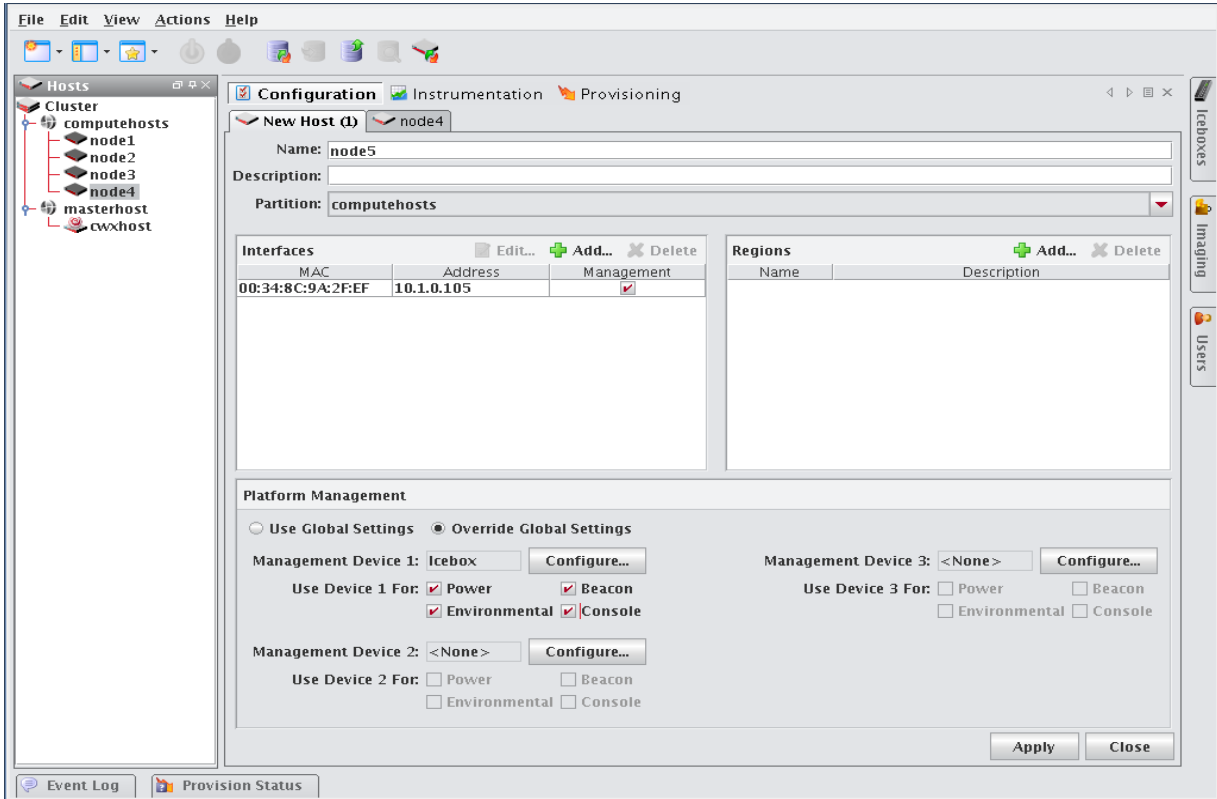 File Edit View Actions Help
Hosts
Cluster
computehosts
node1
node2
node3
node4
masterhost
cwxhost
Configuration Instrumentation Provisioning
New Host (1) node4
Name: node5
Description:
Partition: computehosts
Interfaces Edit... Add... Delete
MAC Address Management
00:34:8C:9A:2F:EF 10.1.0.105
Regions Add... Delete
Name Description
Platform Management
Use Global Settings Override Global Settings
Management Device 1: Icebox Configure...
Use Device 1 For: Power Beacon
Environmental Console
Management Device 3: <None> Configure...
Use Device 3 For: Power Beacon
Environmental Console
Management Device 2: <None> Configure...
Use Device 2 For: Power Beacon
Environmental Console
Apply Close
Iceboxes
Imaging
Users
Event Log Provision Status